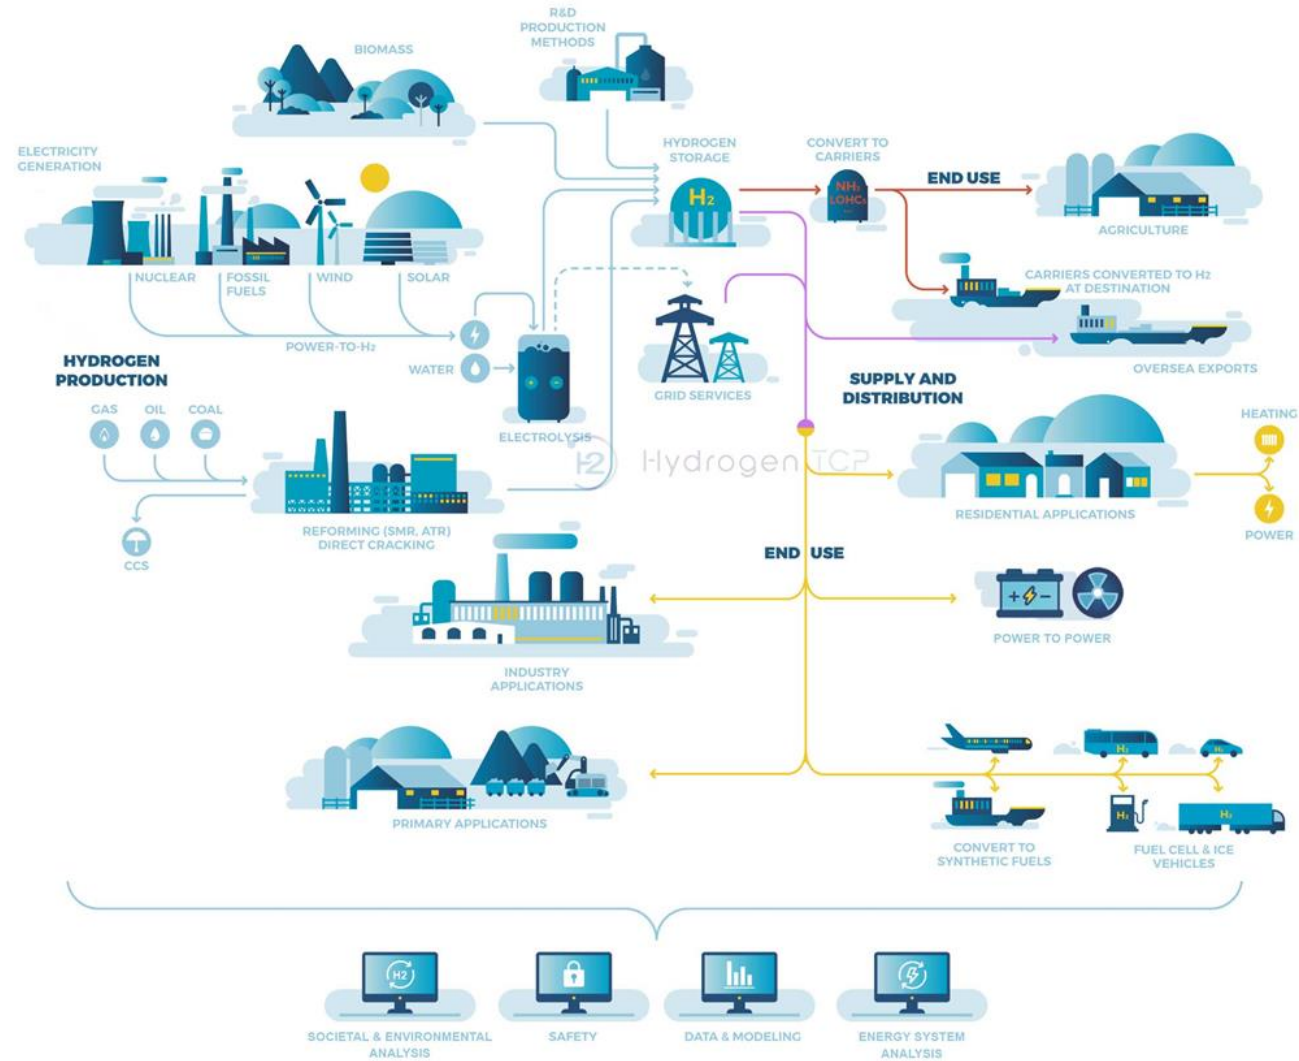 R&D
PRODUCTION
METHODS
BIOMASS
ELECTRICITY
GENERATION
HYDROGEN
STORAGE
CONVERT TO
CARRIERS
H2
NH3
LOHCs
END USE
AGRICULTURE
NUCLEAR
FOSSIL
FUELS
WIND
SOLAR
CARRIERS CONVERTED TO H2
AT DESTINATION
POWER-TO-H2
WATER
OVERSEA EXPORTS
HYDROGEN
PRODUCTION
GRID SERVICES
SUPPLY AND
DISTRIBUTION
GAS
OIL
COAL
ELECTROLYSIS
H2 Hydrogen TCP
HEATING
RESIDENTIAL APPLICATIONS
POWER
REFORMING (SMR, ATR)
DIRECT CRACKING
CCS
END USE
POWER TO POWER
INDUSTRY
APPLICATIONS
H2
H2
PRIMARY APPLICATIONS
H2
H2
CONVERT TO
SYNTHETIC FUELS
FUEL CELL & ICE
VEHICLES
H2
SOCIETAL & ENVIRONMENTAL
ANALYSIS
SAFETY
DATA & MODELING
ENERGY SYSTEM
ANALYSIS